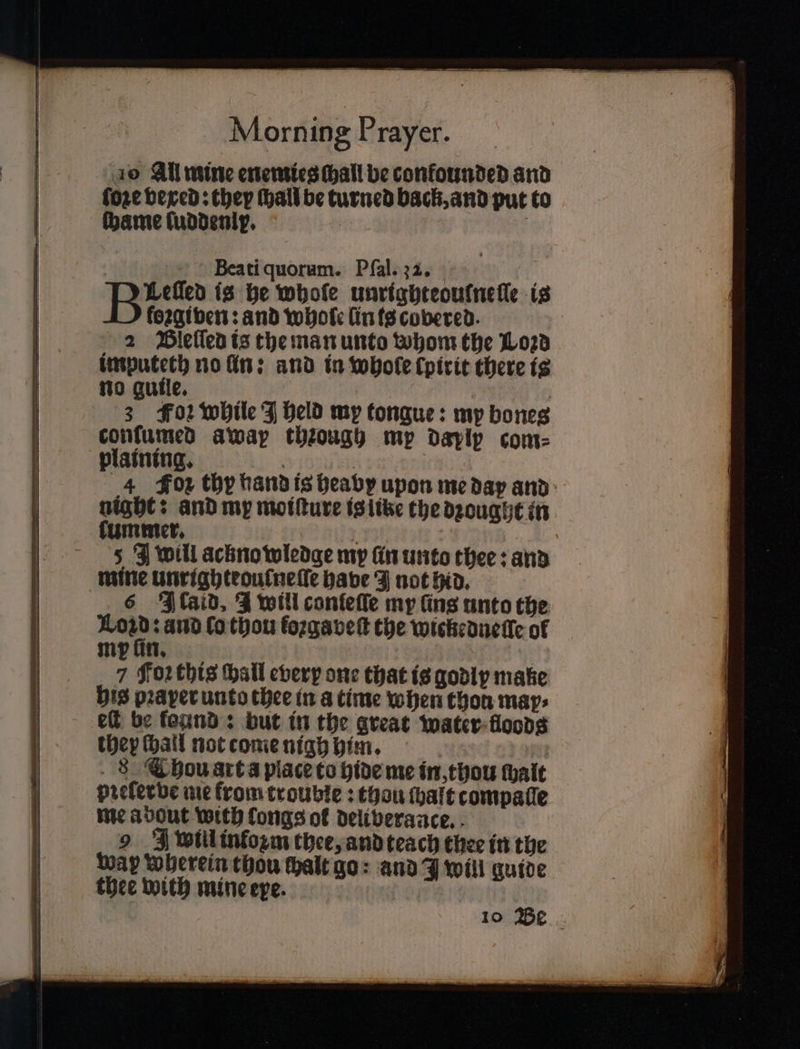 Morning Prayer.
10 All mine enemies ſhall be confounded and
ſore vexed: they ſhall be turned back, and put to
ſhame ſuddenly.
Beati quorum. Pſal. 32.
BLeſſed is he whoſe unrighteouſneſſe is
forgiven: and whoſe ſin is covered.
2 Bleſſed is the man unto whom the Lord
imputeth no ſin: and in whoſe ſpirit there is
no guile.
3 For while I held my tongue: my bones
conſumed away through my dayly com-
plaining.
4 For thy hand is heavy upon me day and
night: and my moiſture is like the drought in
ſummer.
5 I will acknowledge my ſin unto thee: and
mine unrighteouſneſſe have I not hid.
6 I ſaid, I will confeſſe my ſins unto the
Lord: and ſo thou forgaveſt the wickedneſſe of
my ſin.
7 For this ſhall every one that is godly make
his prayer unto thee in a time when thou may-
eſt be found: but in the great water-floods
they ſhall not come nigh him.
8 Thou art a place to hide me in, thou ſhalt
preſerve me from trouble: thou ſhalt compaſſe
me about with ſongs of deliverance.
9 I will inform thee, and teach thee in the
way wherein thou ſhalt go: and I will guide
thee with mine eye.
10 Be